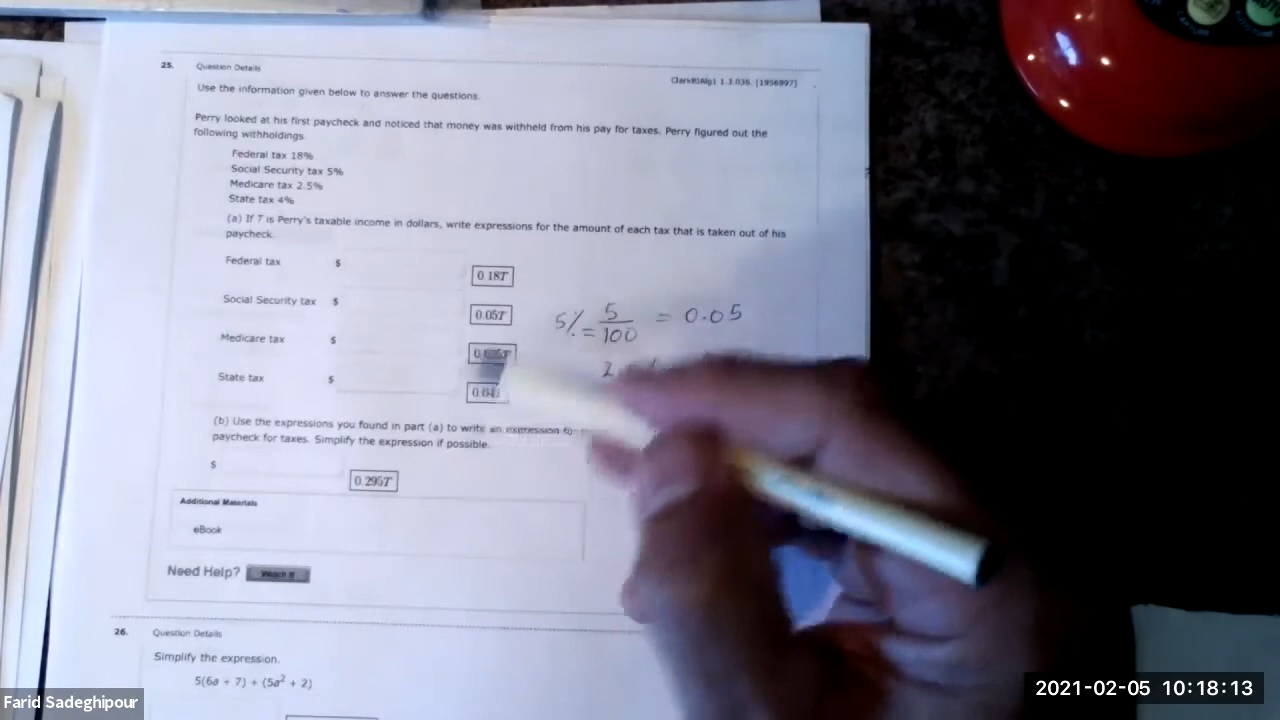 25. Question Details
ClarkBIAlg1 1.3.036. [1956997]
Use the information given below to answer the questions.
Perry looked at his first paycheck and noticed that money was withheld from his pay for taxes. Perry figured out the
following withholdings.
Federal tax 18%
Social Security tax 5%
Medicare tax 2.5%
State tax 4%
(a) If T is Perry's taxable income in dollars, write expressions for the amount of each tax that is taken out of his
paycheck.
Federal tax $
0.18T
Social Security tax $
0.05T
5% = 5/100 = 0.05
Medicare tax $
State tax $
(b) Use the expressions you found in part (a) to write an expression
paycheck for taxes. Simplify the expression if possible.
$
0.295T
Additional Materials
eBook
Need Help? Watch It
26. Question Details
Simplify the expression.
5(6a + 7) + (5a² + 2)
Farid Sadeghipour
2021-02-05 10:18:13